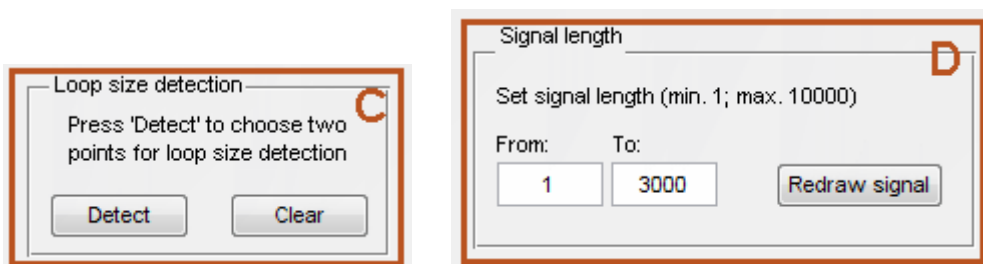 Loop size detection
C
Press 'Detect' to choose two
points for loop size detection
Detect Clear
Signal length
D
Set signal length (min. 1; max. 10000)
From: To:
1 3000 Redraw signal